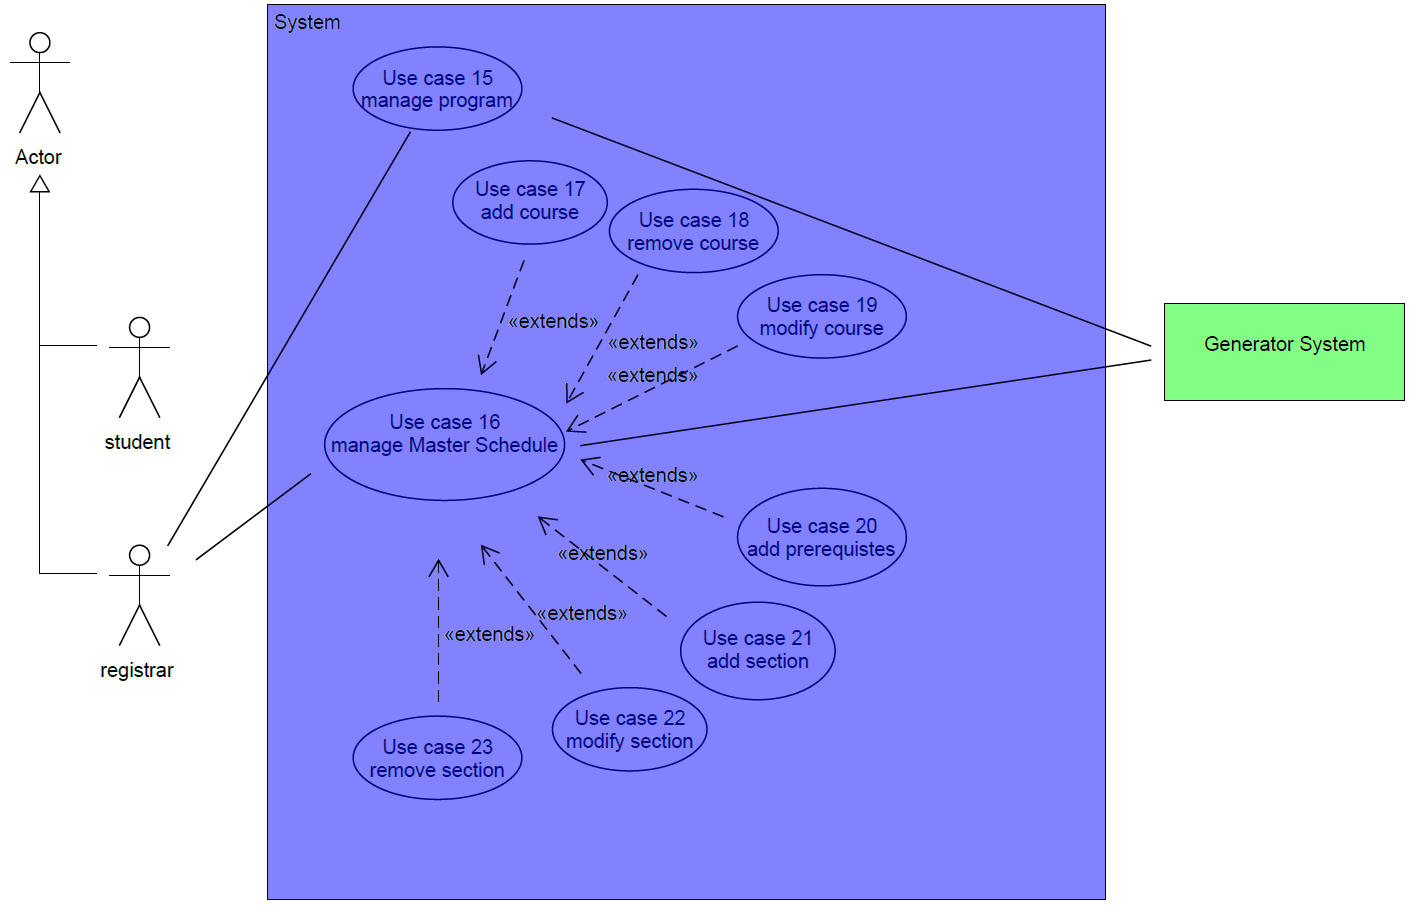 System
Actor
Use case 15
manage program
Use case 17
add course
Use case 18
remove course
Use case 19
modify course
«extends»
«extends»
«extends»
Generator System
student
Use case 16
manage Master Schedule
«extends»
Use case 20
add prerequistes
«extends»
«extends»
«extends»
Use case 21
add section
registrar
Use case 22
modify section
Use case 23
remove section